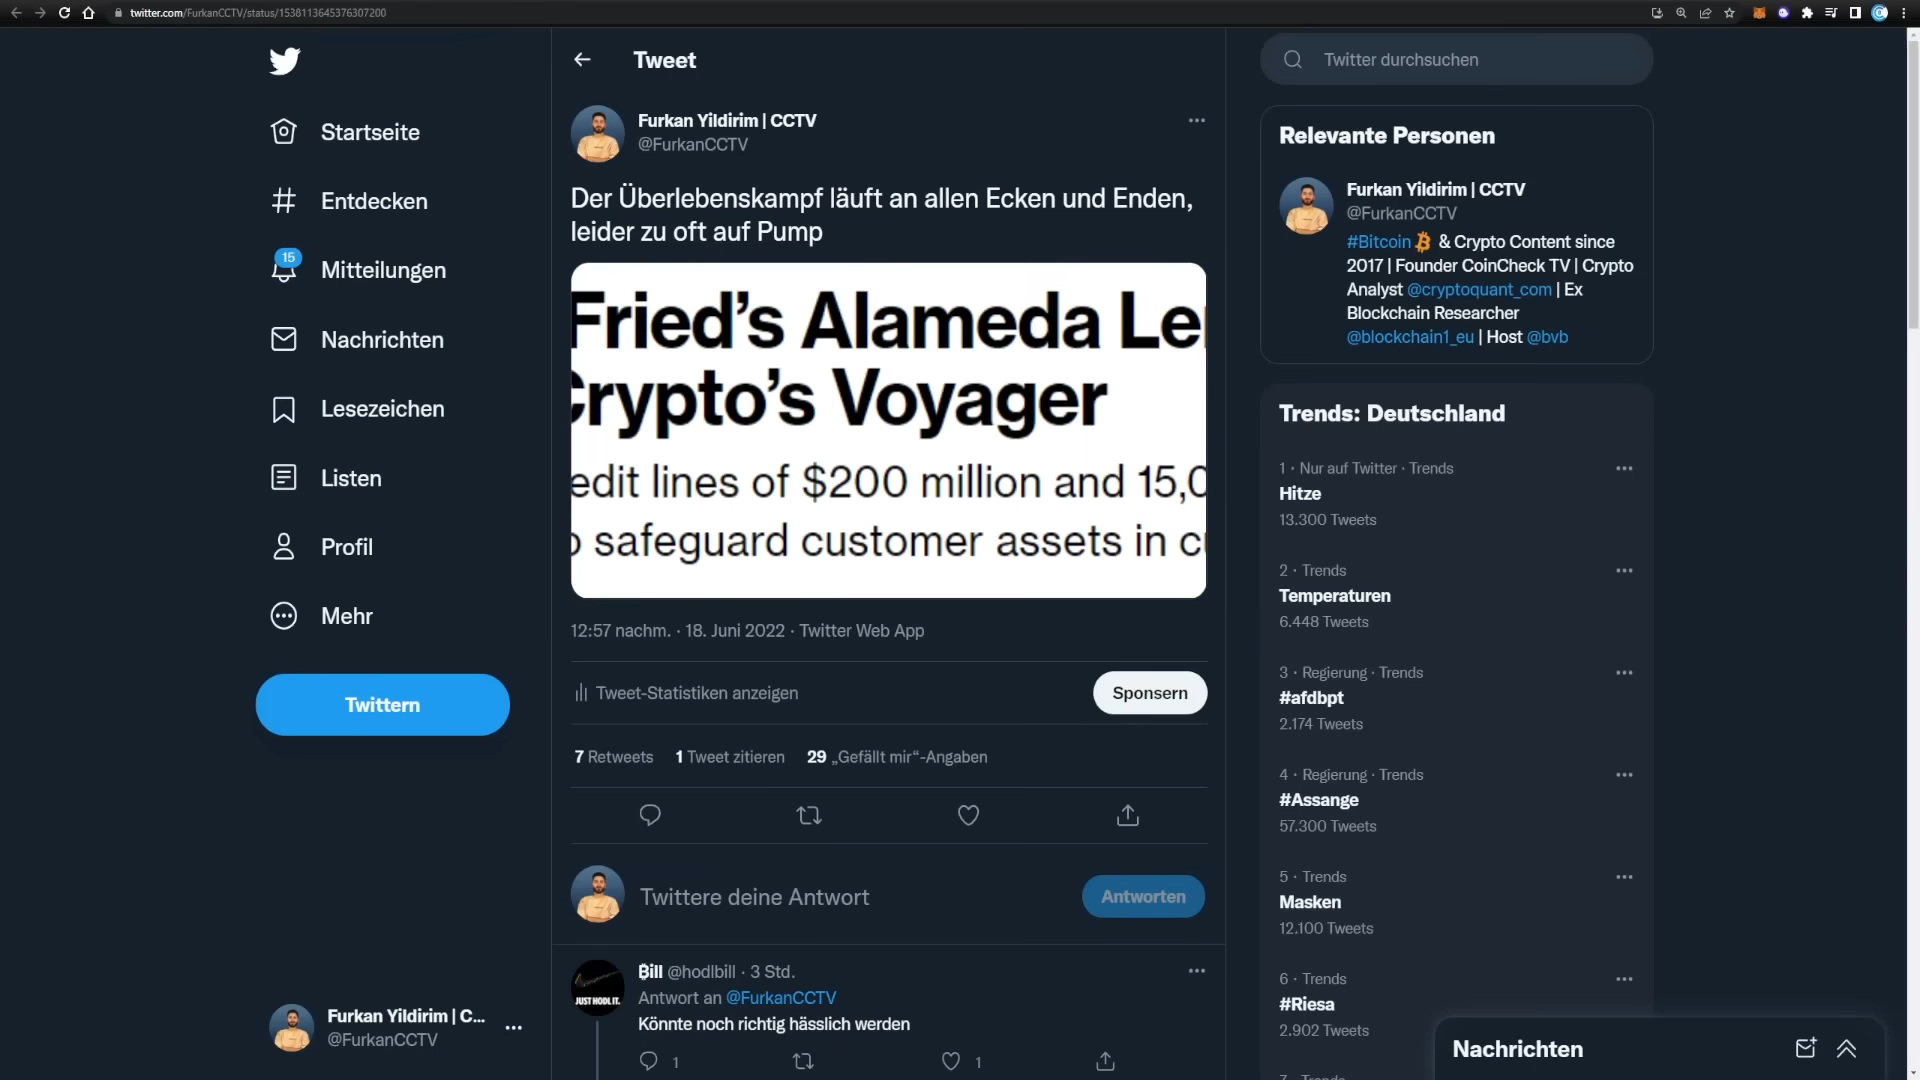 twitter.com/FurkanCCTV/status/1538113645376307200
Startseite
Entdecken
15
Mitteilungen
Nachrichten
Lesezeichen
Listen
Profil
Mehr
Twittern
Furkan Yildirim | C...
@FurkanCCTV
Tweet
Furkan Yildirim | CCTV
@FurkanCCTV
Der Überlebenskampf läuft an allen Ecken und Enden,
leider zu oft auf Pump
Fried's Alameda Le
Crypto's Voyager
edit lines of $200 million and 15,0
safeguard customer assets in
12:57 nachm. · 18. Juni 2022 · Twitter Web App
Tweet-Statistiken anzeigen
Sponsern
7 Retweets 1 Tweet zitieren 29 „Gefällt mir“-Angaben
Twittere deine Antwort
Antworten
JUST HODL IT.
₿ill @hodlbill · 3 Std.
Antwort an @FurkanCCTV
Könnte noch richtig hässlich werden
1 1
Twitter durchsuchen
Relevante Personen
Furkan Yildirim | CCTV
@FurkanCCTV
#Bitcoin & Crypto Content since
2017 | Founder CoinCheck TV | Crypto
Analyst @cryptoquant_com | Ex
Blockchain Researcher
@blockchain1_eu | Host @bvb
Trends: Deutschland
1 · Nur auf Twitter · Trends
Hitze
13.300 Tweets
2 · Trends
Temperaturen
6.448 Tweets
3 · Regierung · Trends
#afdbpt
2.174 Tweets
4 · Regierung · Trends
#Assange
57.300 Tweets
5 · Trends
Masken
12.100 Tweets
6 · Trends
#Riesa
2.902 Tweets
Nachrichten